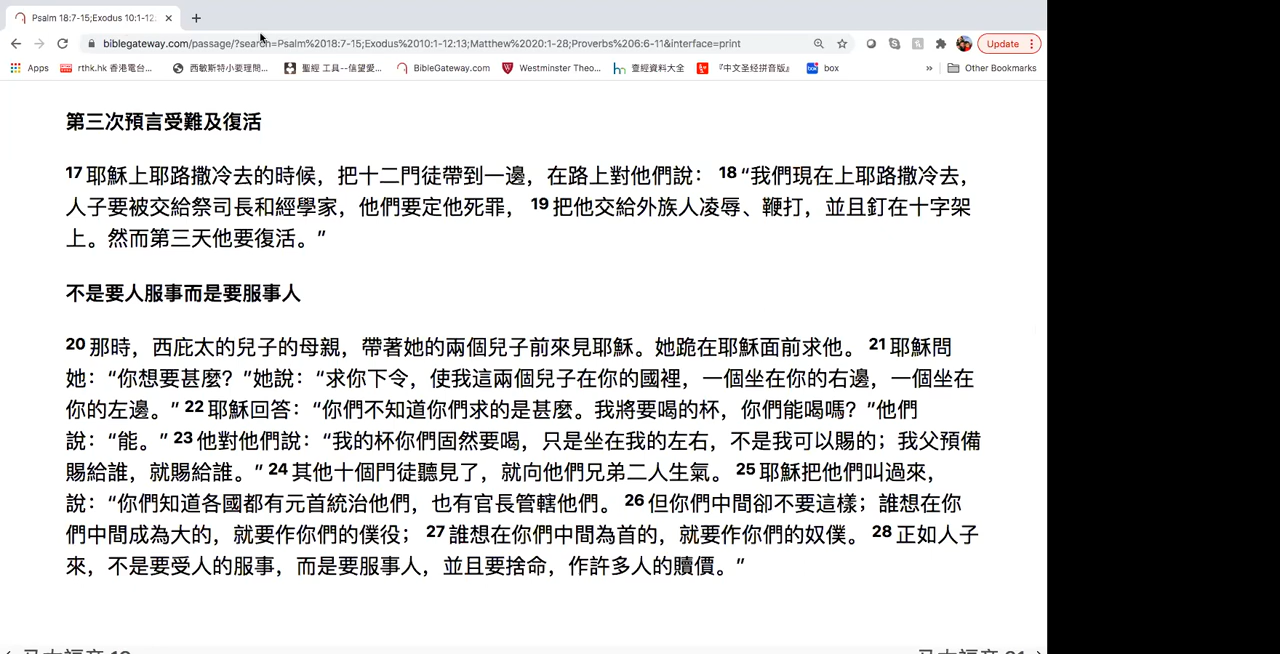 Psalm 18:7-15;Exodus 10:1-12:
biblegateway.com/passage/?search=Psalm%2018:7-15;Exodus%2010:1-12:13;Matthew%2020:1-28;Proverbs%206:6-11&interface=print Update
Apps rthk.hk 香港電台... 西敏斯特小要理問... 聖經 工具--信望愛... BibleGateway.com Westminster Theo... 查經資料大全 『中文圣经拼音版』 box » Other Bookmarks
第三次預言受難及復活
17 耶穌上耶路撒冷去的時候，把十二門徒帶到一邊，在路上對他們說： 18 “我們現在上耶路撒冷去，
人子要被交給祭司長和經學家，他們要定他死罪， 19 把他交給外族人凌辱、鞭打，並且釘在十字架
上。然而第三天他要復活。”
不是要人服事而是要服事人
20 那時，西庇太的兒子的母親，帶著她的兩個兒子前來見耶穌。她跪在耶穌面前求他。 21 耶穌問
她：“你想要甚麼？”她說：“求你下令，使我這兩個兒子在你的國裡，一個坐在你的右邊，一個坐在
你的左邊。” 22 耶穌回答：“你們不知道你們求的是甚麼。我將要喝的杯，你們能喝嗎？”他們
說：“能。” 23 他對他們說：“我的杯你們固然要喝，只是坐在我的左右，不是我可以賜的；我父預備
賜給誰，就賜給誰。” 24 其他十個門徒聽見了，就向他們兄弟二人生氣。 25 耶穌把他們叫過來，
說：“你們知道各國都有元首統治他們，也有官長管轄他們。 26 但你們中間卻不要這樣；誰想在你
們中間成為大的，就要作你們的僕役； 27 誰想在你們中間為首的，就要作你們的奴僕。 28 正如人子
來，不是要受人的服事，而是要服事人，並且要捨命，作許多人的贖價。”